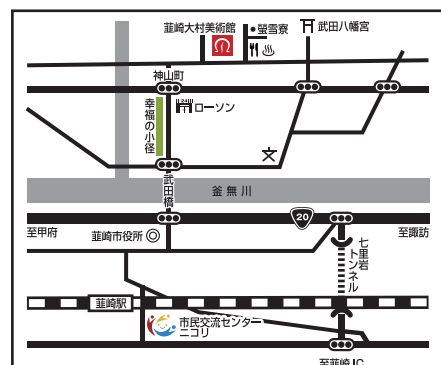 韮崎大村美術館
螢雪寮
武田八幡宮
神山町
幸福の小径
ローソン
文
武田橋
釜無川
20
至甲府
韮崎市役所
至諏訪
七里岩
トンネル
韮崎駅
市民交流センター
ニコリ
至韮崎IC